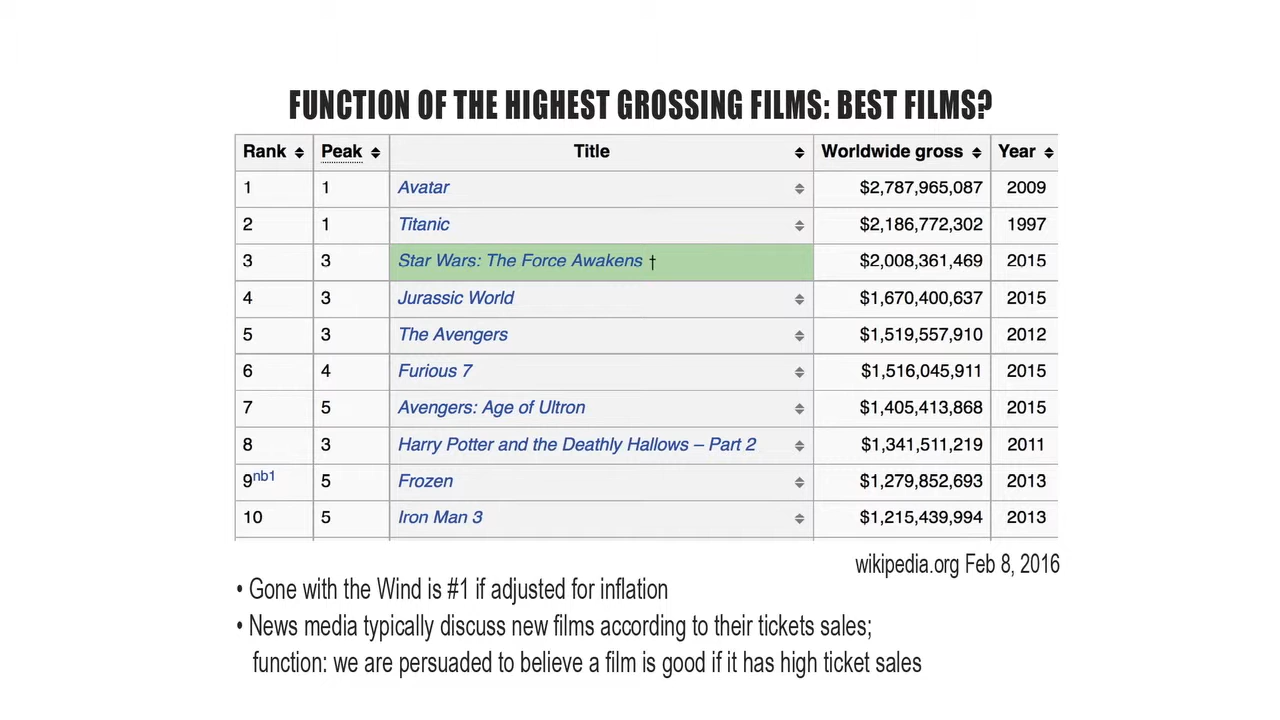 FUNCTION OF THE HIGHEST GROSSING FILMS: BEST FILMS?
Rank Peak Title Worldwide gross Year
1 1 Avatar $2,787,965,087 2009
2 1 Titanic $2,186,772,302 1997
3 3 Star Wars: The Force Awakens † $2,008,361,469 2015
4 3 Jurassic World $1,670,400,637 2015
5 3 The Avengers $1,519,557,910 2012
6 4 Furious 7 $1,516,045,911 2015
7 5 Avengers: Age of Ultron $1,405,413,868 2015
8 3 Harry Potter and the Deathly Hallows – Part 2 $1,341,511,219 2011
9nb1 5 Frozen $1,279,852,693 2013
10 5 Iron Man 3 $1,215,439,994 2013
wikipedia.org Feb 8, 2016
• Gone with the Wind is #1 if adjusted for inflation
• News media typically discuss new films according to their tickets sales;
function: we are persuaded to believe a film is good if it has high ticket sales